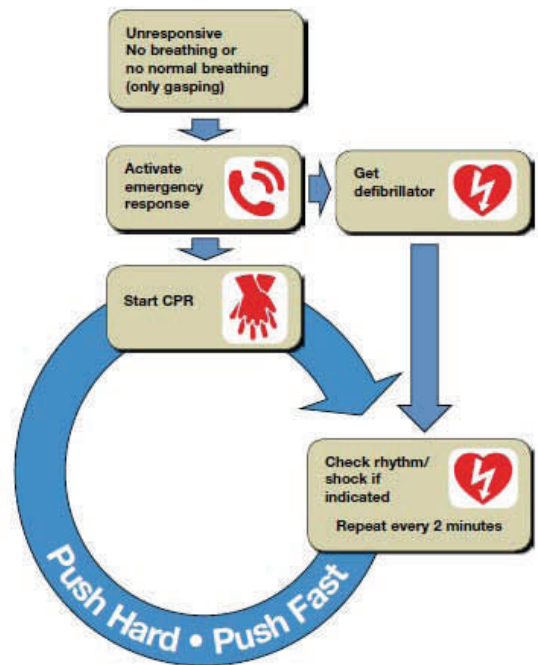 Unresponsive
No breathing or
no normal breathing
(only gasping)
Activate
emergency
response
Get
defibrillator
Start CPR
Check rhythm/
shock if
indicated
Repeat every 2 minutes
Push Hard • Push Fast